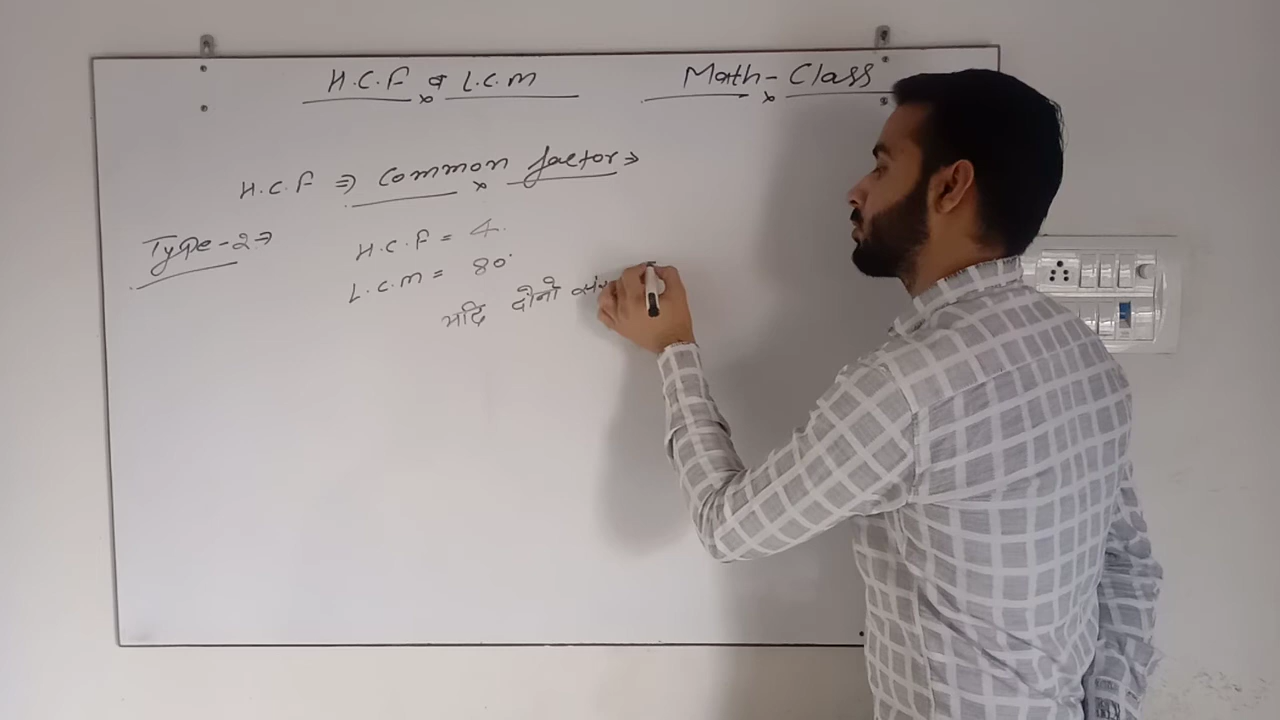 H.C.F व L.C.M
Math-Class
H.C.F ⇒ Common factor ⇒
Type-2 ⇒
H.C.F = 4.
L.C.M = 80.
यदि दोनो